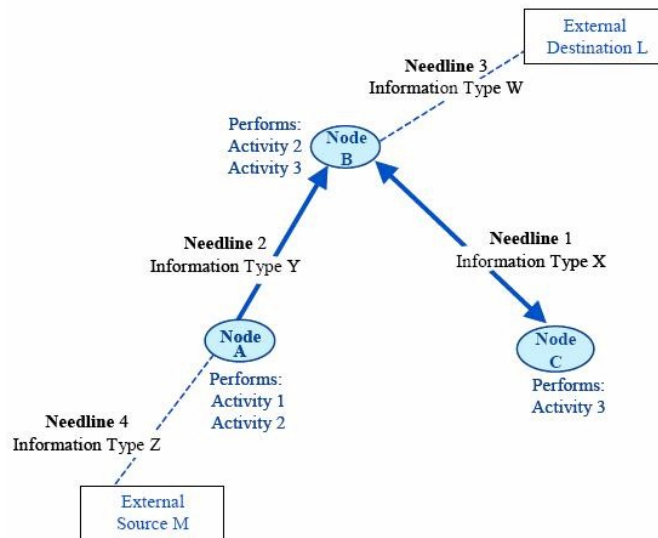 External
Destination L
Needline 3
Information Type W
Performs:
Activity 2
Activity 3
Node
B
Needline 2
Information Type Y
Needline 1
Information Type X
Node
A
Node
C
Performs:
Activity 1
Activity 2
Performs:
Activity 3
Needline 4
Information Type Z
External
Source M